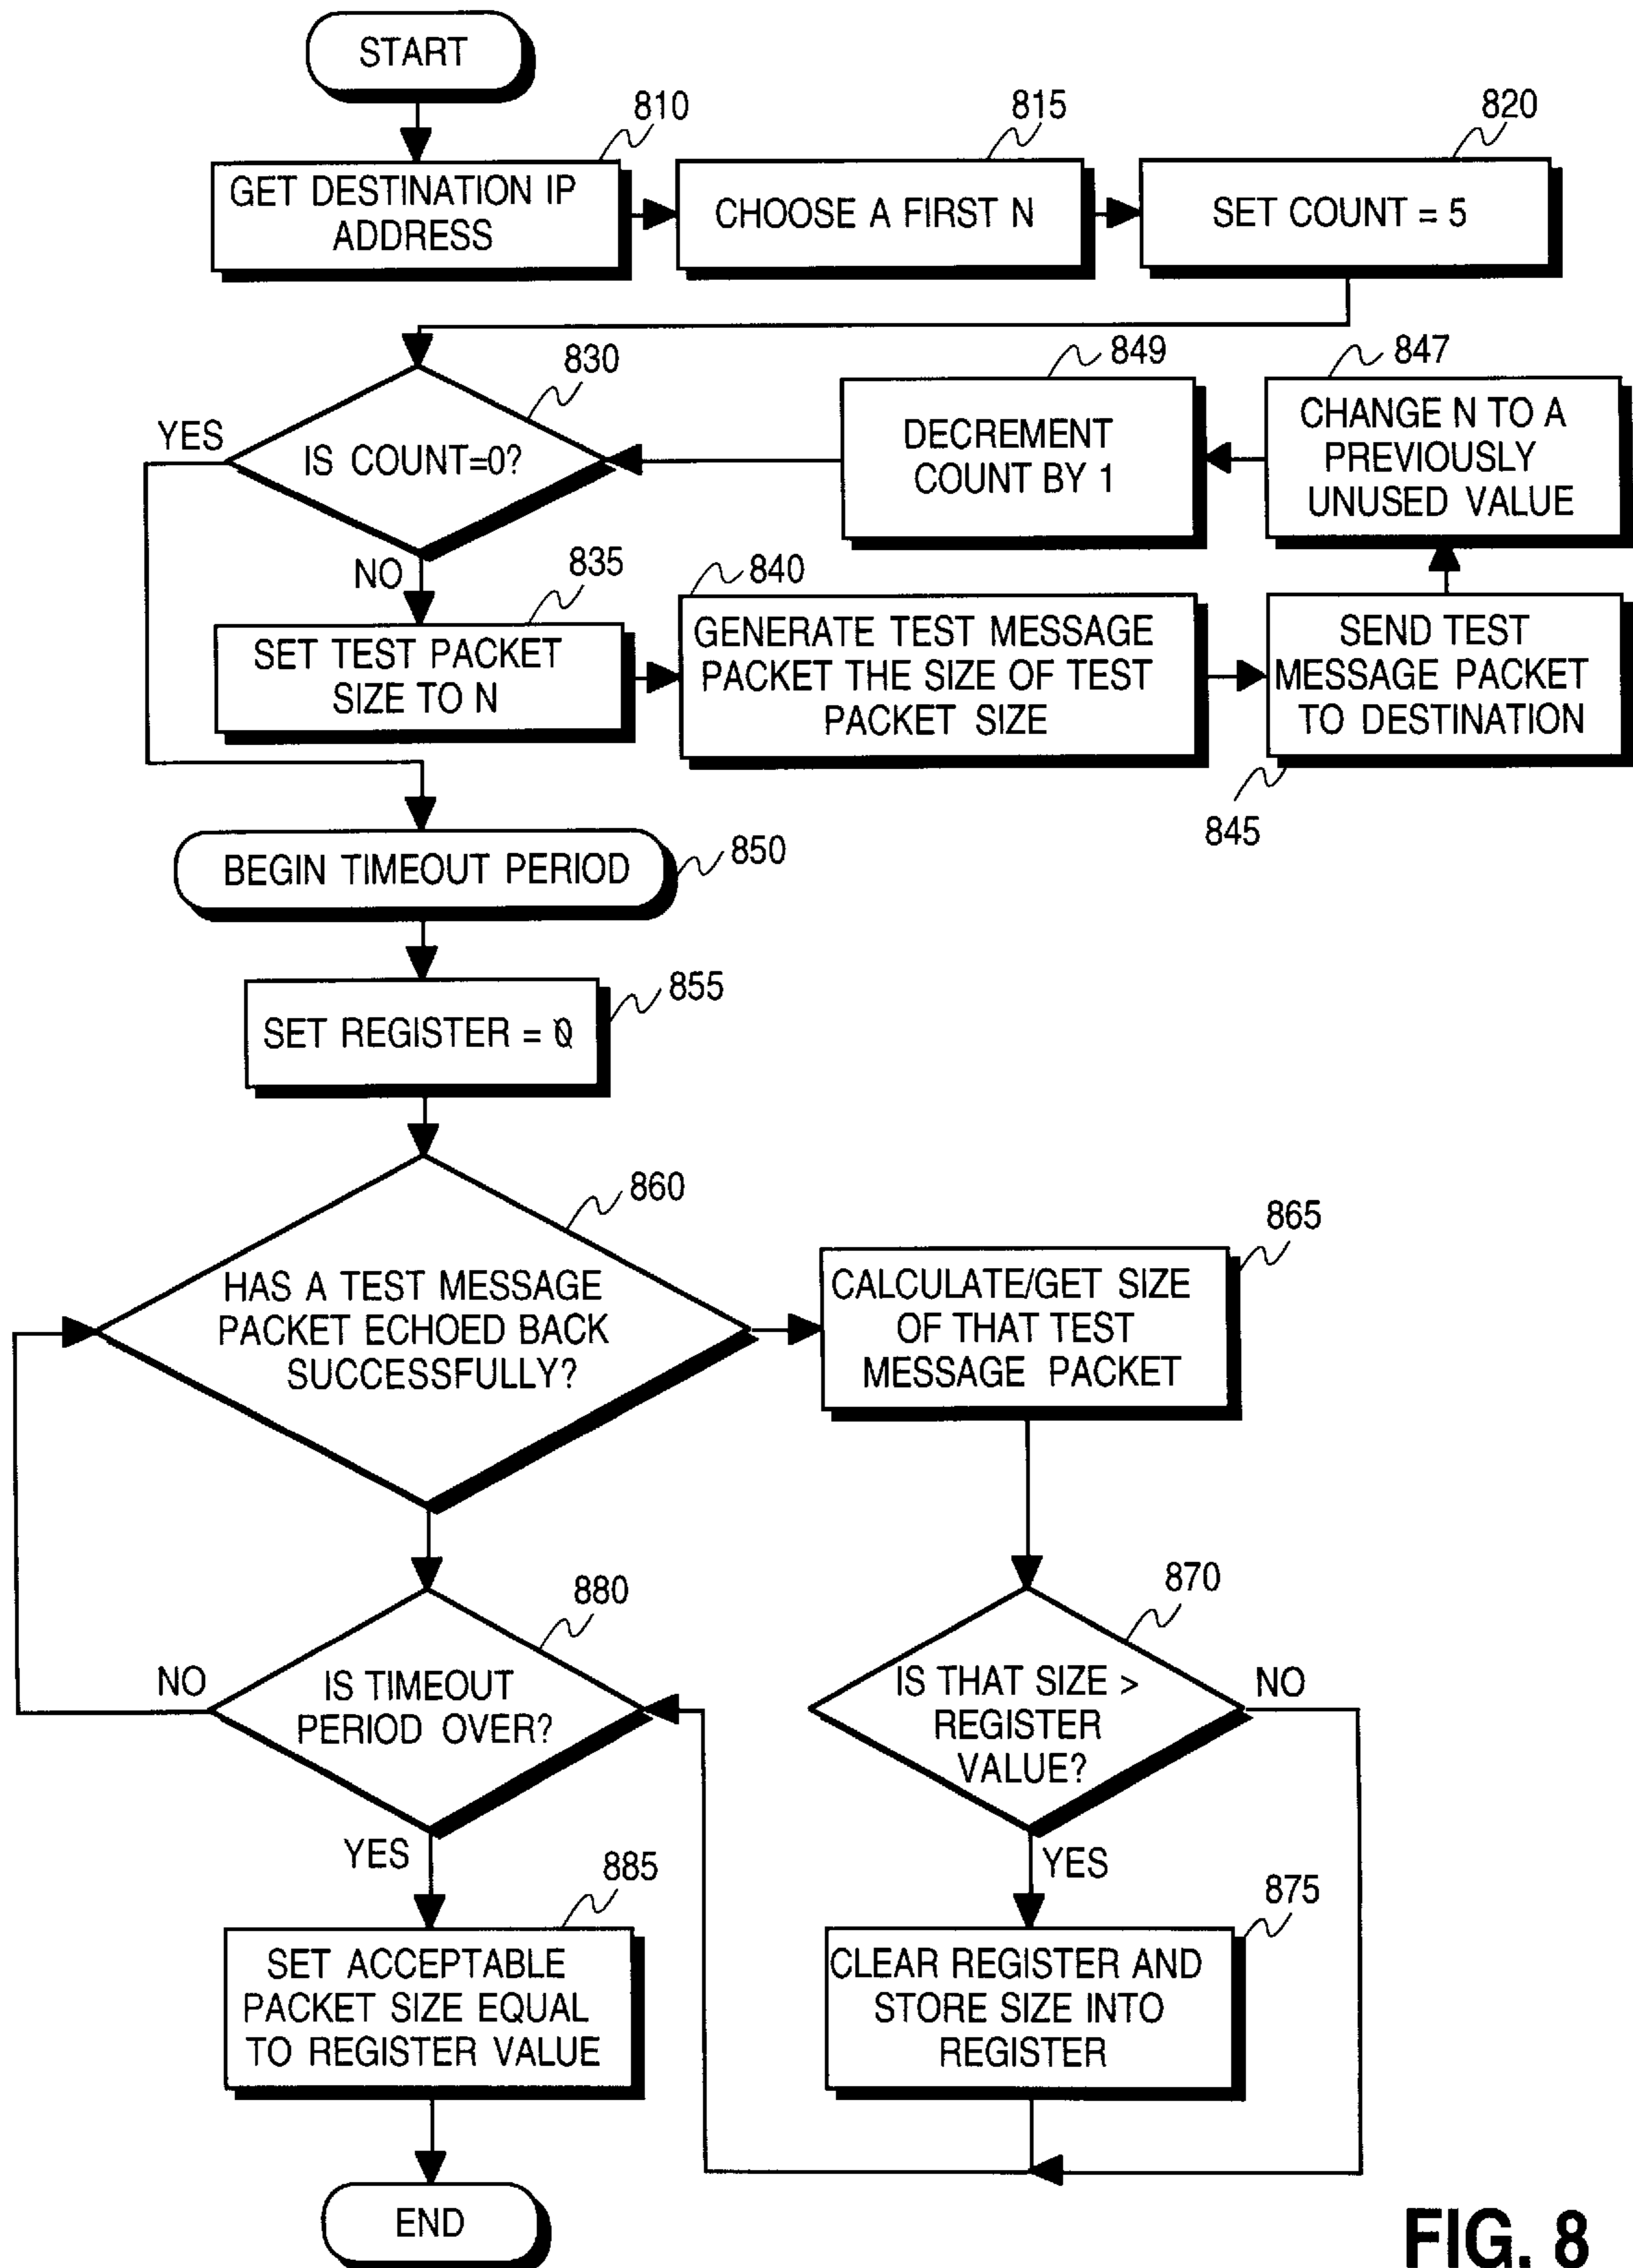 START
810
GET DESTINATION IP
ADDRESS
815
CHOOSE A FIRST N
820
SET COUNT = 5
830
YES
IS COUNT=0?
NO
849
DECREMENT
COUNT BY 1
847
CHANGE N TO A
PREVIOUSLY
UNUSED VALUE
835
SET TEST PACKET
SIZE TO N
840
GENERATE TEST MESSAGE
PACKET THE SIZE OF TEST
PACKET SIZE
SEND TEST
MESSAGE PACKET
TO DESTINATION
845
BEGIN TIMEOUT PERIOD
850
855
SET REGISTER = 0
860
HAS A TEST MESSAGE
PACKET ECHOED BACK
SUCCESSFULLY?
865
CALCULATE/GET SIZE
OF THAT TEST
MESSAGE PACKET
880
NO
IS TIMEOUT
PERIOD OVER?
YES
870
IS THAT SIZE >
REGISTER
VALUE?
NO
YES
885
SET ACCEPTABLE
PACKET SIZE EQUAL
TO REGISTER VALUE
875
CLEAR REGISTER AND
STORE SIZE INTO
REGISTER
END
FIG. 8